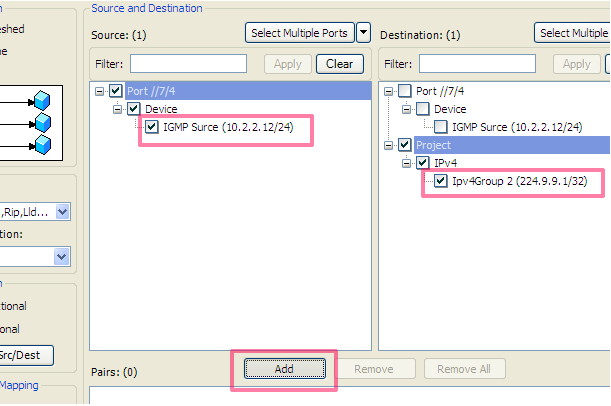 Source and Destination
eshed
Source: (1)
Select Multiple Ports
Destination: (1)
Select Multiple
Filter:
Apply
Clear
Filter:
Apply
Port //7/4
Device
IGMP Surce (10.2.2.12/24)
Port //7/4
Device
IGMP Surce (10.2.2.12/24)
Project
IPv4
Ipv4Group 2 (224.9.9.1/32)
,Rip,Lld...
tion:
ctional
onal
Src/Dest
Mapping
Add
Remove
Remove All
Pairs: (0)